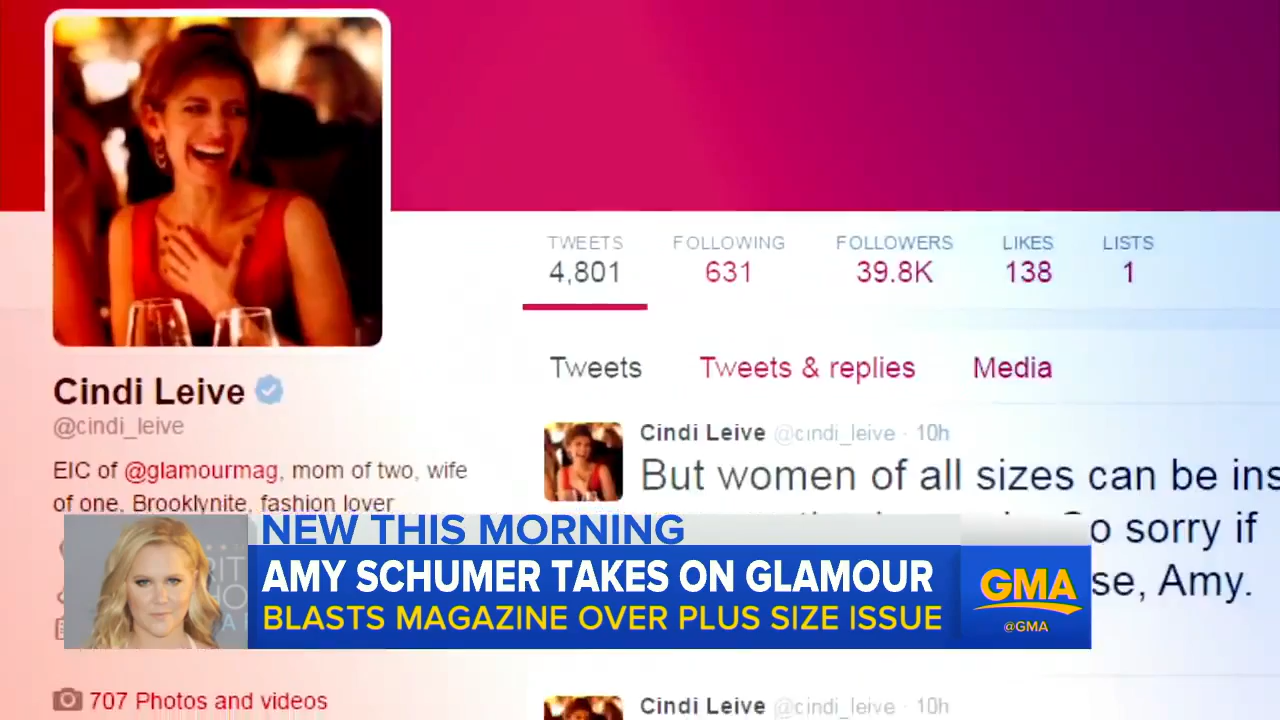 TWEETS FOLLOWING FOLLOWERS LIKES LISTS
4,801 631 39.8K 138 1
Tweets Tweets & replies Media
Cindi Leive
@cindi_leive
EIC of @glamourmag, mom of two, wife
of one, Brooklynite, fashion lover
707 Photos and videos
Cindi Leive @cindi_leive · 10h
But women of all sizes can be ins
So sorry if
se, Amy.
Cindi Leive @cindi_leive · 10h
NEW THIS MORNING
AMY SCHUMER TAKES ON GLAMOUR
BLASTS MAGAZINE OVER PLUS SIZE ISSUE
GMA
@GMA